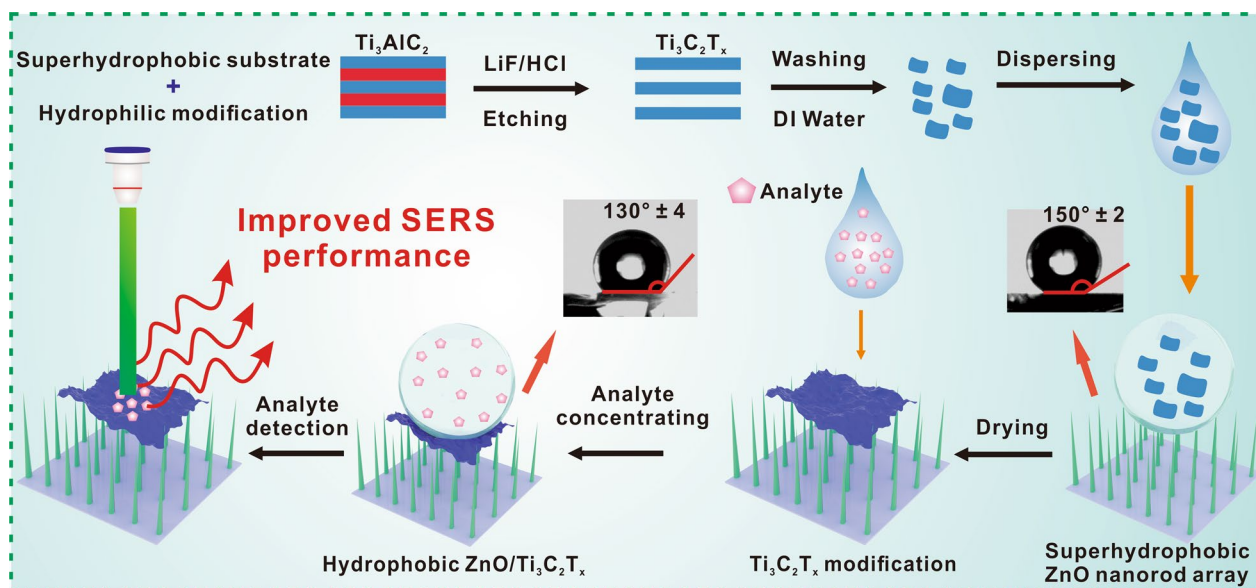 Superhydrophobic substrate
+
Hydrophilic modification
Ti₃AlC₂
LiF/HCl
Etching
Ti₃C₂Tₓ
Washing
DI Water
Dispersing
Analyte
130° ± 4
150° ± 2
Improved SERS
performance
Analyte
detection
Analyte
concentrating
Drying
Hydrophobic ZnO/Ti₃C₂Tₓ
Ti₃C₂Tₓ modification
Superhydrophobic
ZnO nanorod array